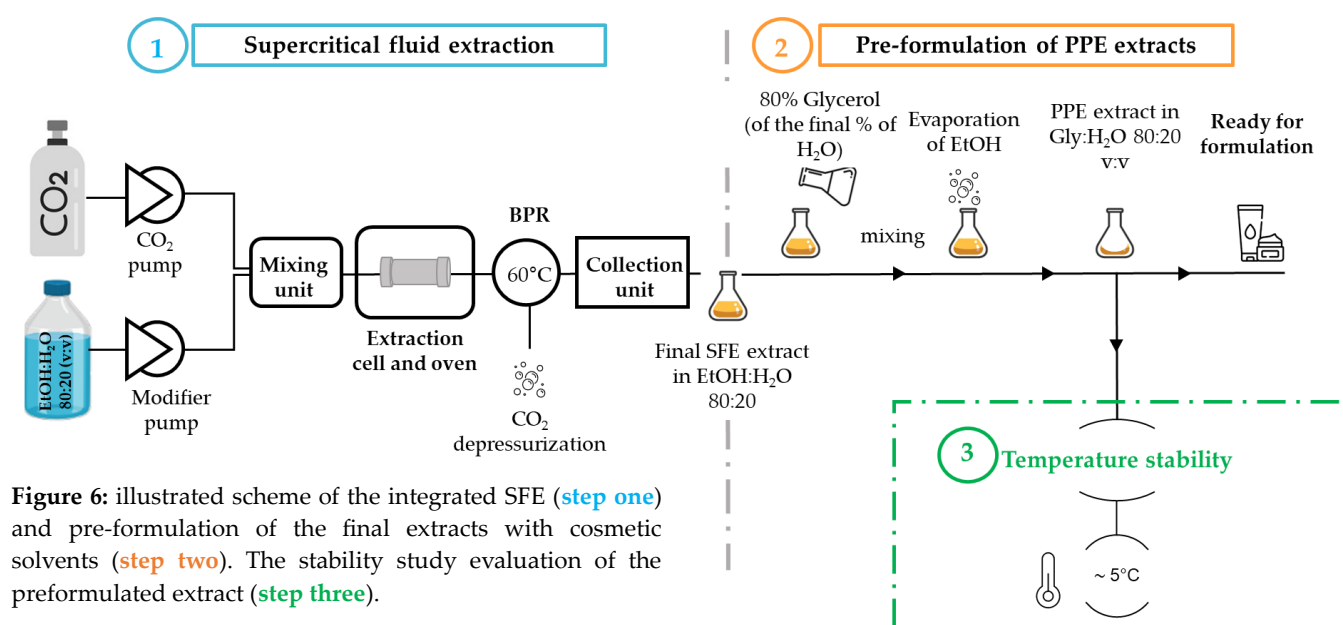 1
Supercritical fluid extraction
2
Pre-formulation of PPE extracts
CO2
CO₂
pump
EtOH:H₂O
80:20 (v:v)
Modifier
pump
Mixing
unit
Extraction
cell and oven
BPR
60°C
CO₂
depressurization
Collection
unit
Final SFE extract
in EtOH:H₂O
80:20
80% Glycerol
(of the final % of
H₂O)
mixing
Evaporation
of EtOH
PPE extract in
Gly:H₂O 80:20
v:v
Ready for
formulation
3
Temperature stability
~ 5°C
Figure 6: illustrated scheme of the integrated SFE (step one)
and pre-formulation of the final extracts with cosmetic
solvents (step two). The stability study evaluation of the
preformulated extract (step three).